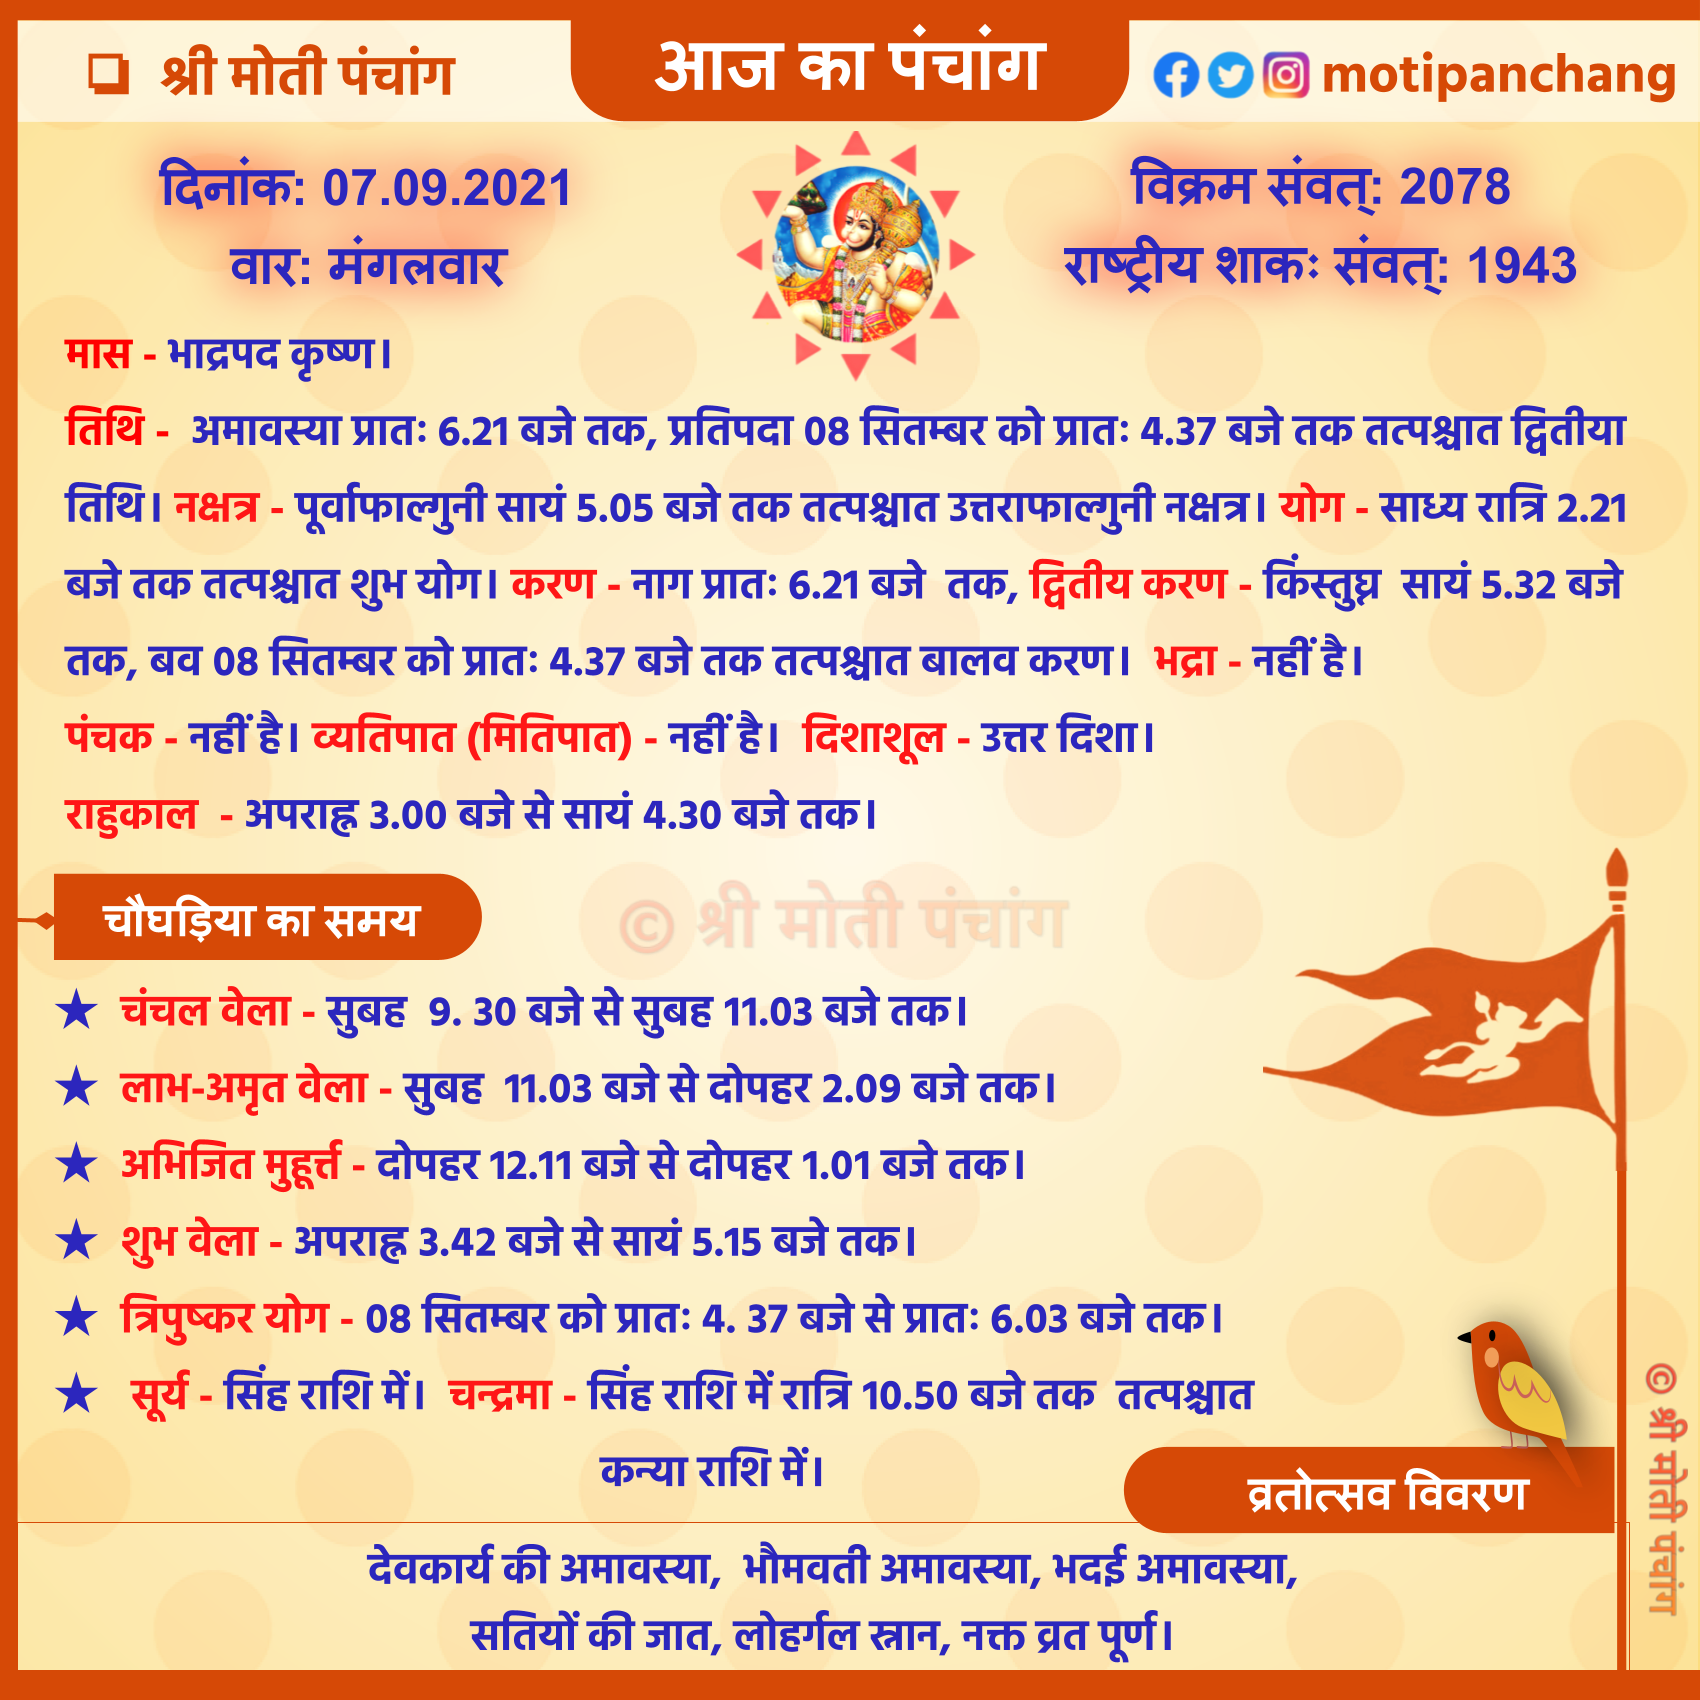 ❏ श्री मोती पंचांग
आज का पंचांग
motipanchang
दिनांक: 07.09.2021
वार: मंगलवार
विक्रम संवत्: 2078
राष्ट्रीय शाकः संवत्: 1943
मास - भाद्रपद कृष्ण।
तिथि - अमावस्या प्रातः 6.21 बजे तक, प्रतिपदा 08 सितम्बर को प्रातः 4.37 बजे तक तत्पश्चात द्वितीया
तिथि। नक्षत्र - पूर्वाफाल्गुनी सायं 5.05 बजे तक तत्पश्चात उत्तराफाल्गुनी नक्षत्र। योग - साध्य रात्रि 2.21
बजे तक तत्पश्चात शुभ योग। करण - नाग प्रातः 6.21 बजे तक, द्वितीय करण - किंस्तुघ्न सायं 5.32 बजे
तक, बव 08 सितम्बर को प्रातः 4.37 बजे तक तत्पश्चात बालव करण। भद्रा - नहीं है।
पंचक - नहीं है। व्यतिपात (मितिपात) - नहीं है। दिशाशूल - उत्तर दिशा।
राहुकाल - अपराह्न 3.00 बजे से सायं 4.30 बजे तक।
© श्री मोती पंचांग
चौघड़िया का समय
★ चंचल वेला - सुबह 9. 30 बजे से सुबह 11.03 बजे तक।
★ लाभ-अमृत वेला - सुबह 11.03 बजे से दोपहर 2.09 बजे तक।
★ अभिजित मुहूर्त्त - दोपहर 12.11 बजे से दोपहर 1.01 बजे तक।
★ शुभ वेला - अपराह्न 3.42 बजे से सायं 5.15 बजे तक।
★ त्रिपुष्कर योग - 08 सितम्बर को प्रातः 4. 37 बजे से प्रातः 6.03 बजे तक।
★ सूर्य - सिंह राशि में। चन्द्रमा - सिंह राशि में रात्रि 10.50 बजे तक तत्पश्चात
कन्या राशि में।
व्रतोत्सव विवरण
देवकार्य की अमावस्या, भौमवती अमावस्या, भदई अमावस्या,
सतियों की जात, लोहर्गल स्नान, नक्त व्रत पूर्ण।
© श्री मोती पंचांग